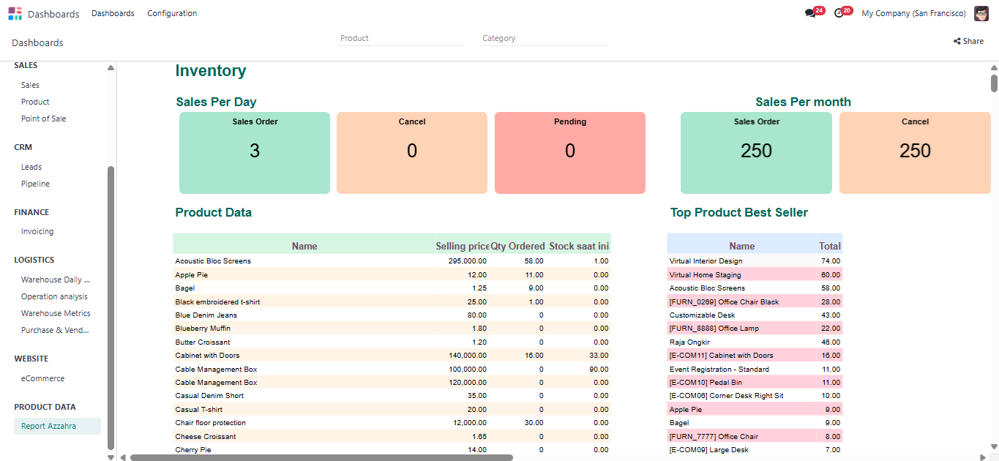 Dashboards Dashboards Configuration 24 20 My Company (San Francisco)
Dashboards Product Category Share
SALES
Sales
Product
Point of Sale
CRM
Leads
Pipeline
FINANCE
Invoicing
LOGISTICS
Warehouse Daily ...
Operation analysis
Warehouse Metrics
Purchase & Vend...
WEBSITE
eCommerce
PRODUCT DATA
Report Azzahra
Inventory
Sales Per Day Sales Per month
Sales Order Cancel Pending Sales Order Cancel
3 0 0 250 250
Product Data
Name Selling price Qty Ordered Stock saat ini
Acoustic Bloc Screens 295,000.00 58.00 1.00
Apple Pie 12.00 11.00 0.00
Bagel 1.25 9.00 0.00
Black embroidered t-shirt 25.00 1.00 0.00
Blue Denim Jeans 80.00 0 0.00
Blueberry Muffin 1.80 0 0.00
Butter Croissant 1.20 0 0.00
Cabinet with Doors 140,000.00 16.00 33.00
Cable Management Box 100,000.00 0 90.00
Cable Management Box 120,000.00 0 0.00
Casual Denim Short 35.00 0 0.00
Casual T-shirt 20.00 0 0.00
Chair floor protection 12,000.00 30.00 0.00
Cheese Croissant 1.65 0 0.00
Cherry Pie 14.00 0 0.00
Top Product Best Seller
Name Total
Virtual Interior Design 74.00
Virtual Home Staging 60.00
Acoustic Bloc Screens 58.00
[FURN_0269] Office Chair Black 28.00
Customizable Desk 43.00
[FURN_8888] Office Lamp 22.00
Raja Ongkir 46.00
[E-COM11] Cabinet with Doors 16.00
Event Registration - Standard 11.00
[E-COM10] Pedal Bin 11.00
[E-COM06] Corner Desk Right Sit 10.00
Apple Pie 9.00
Bagel 9.00
[FURN_7777] Office Chair 8.00
[E-COM09] Large Desk 7.00